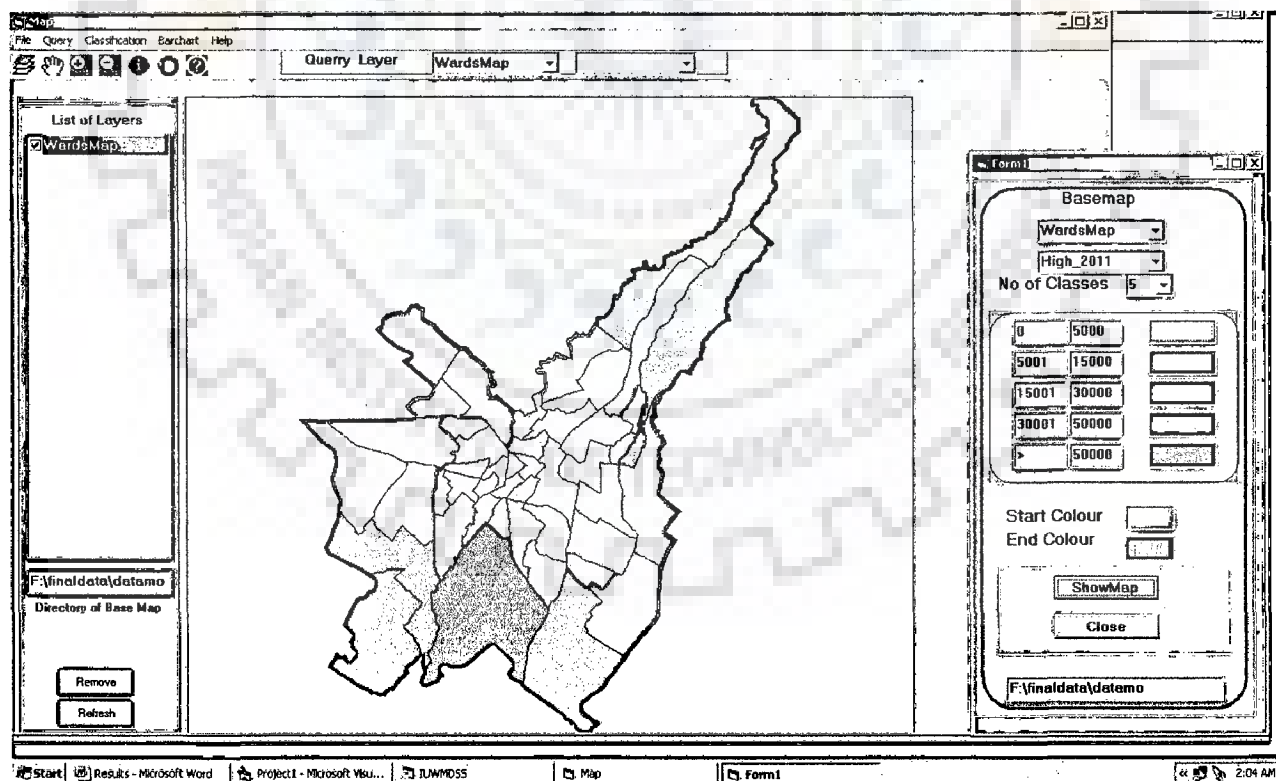 Map
File Query Classification Barchart Help
Querry Layer WardsMap
List of Layers
WardsMap
F:\finaldata\datamo
Directory of Base Map
Remove
Refresh
Form1
Basemap
WardsMap
High_2011
No of Classes 5
0 5000
5001 15000
15001 30000
30001 50000
> 50000
Start Colour
End Colour
ShowMap
Close
F:\finaldata\datamo
Start Results - Microsoft Word Project1 - Microsoft Visu... IUWMDSS Map Form1 2:04 AM